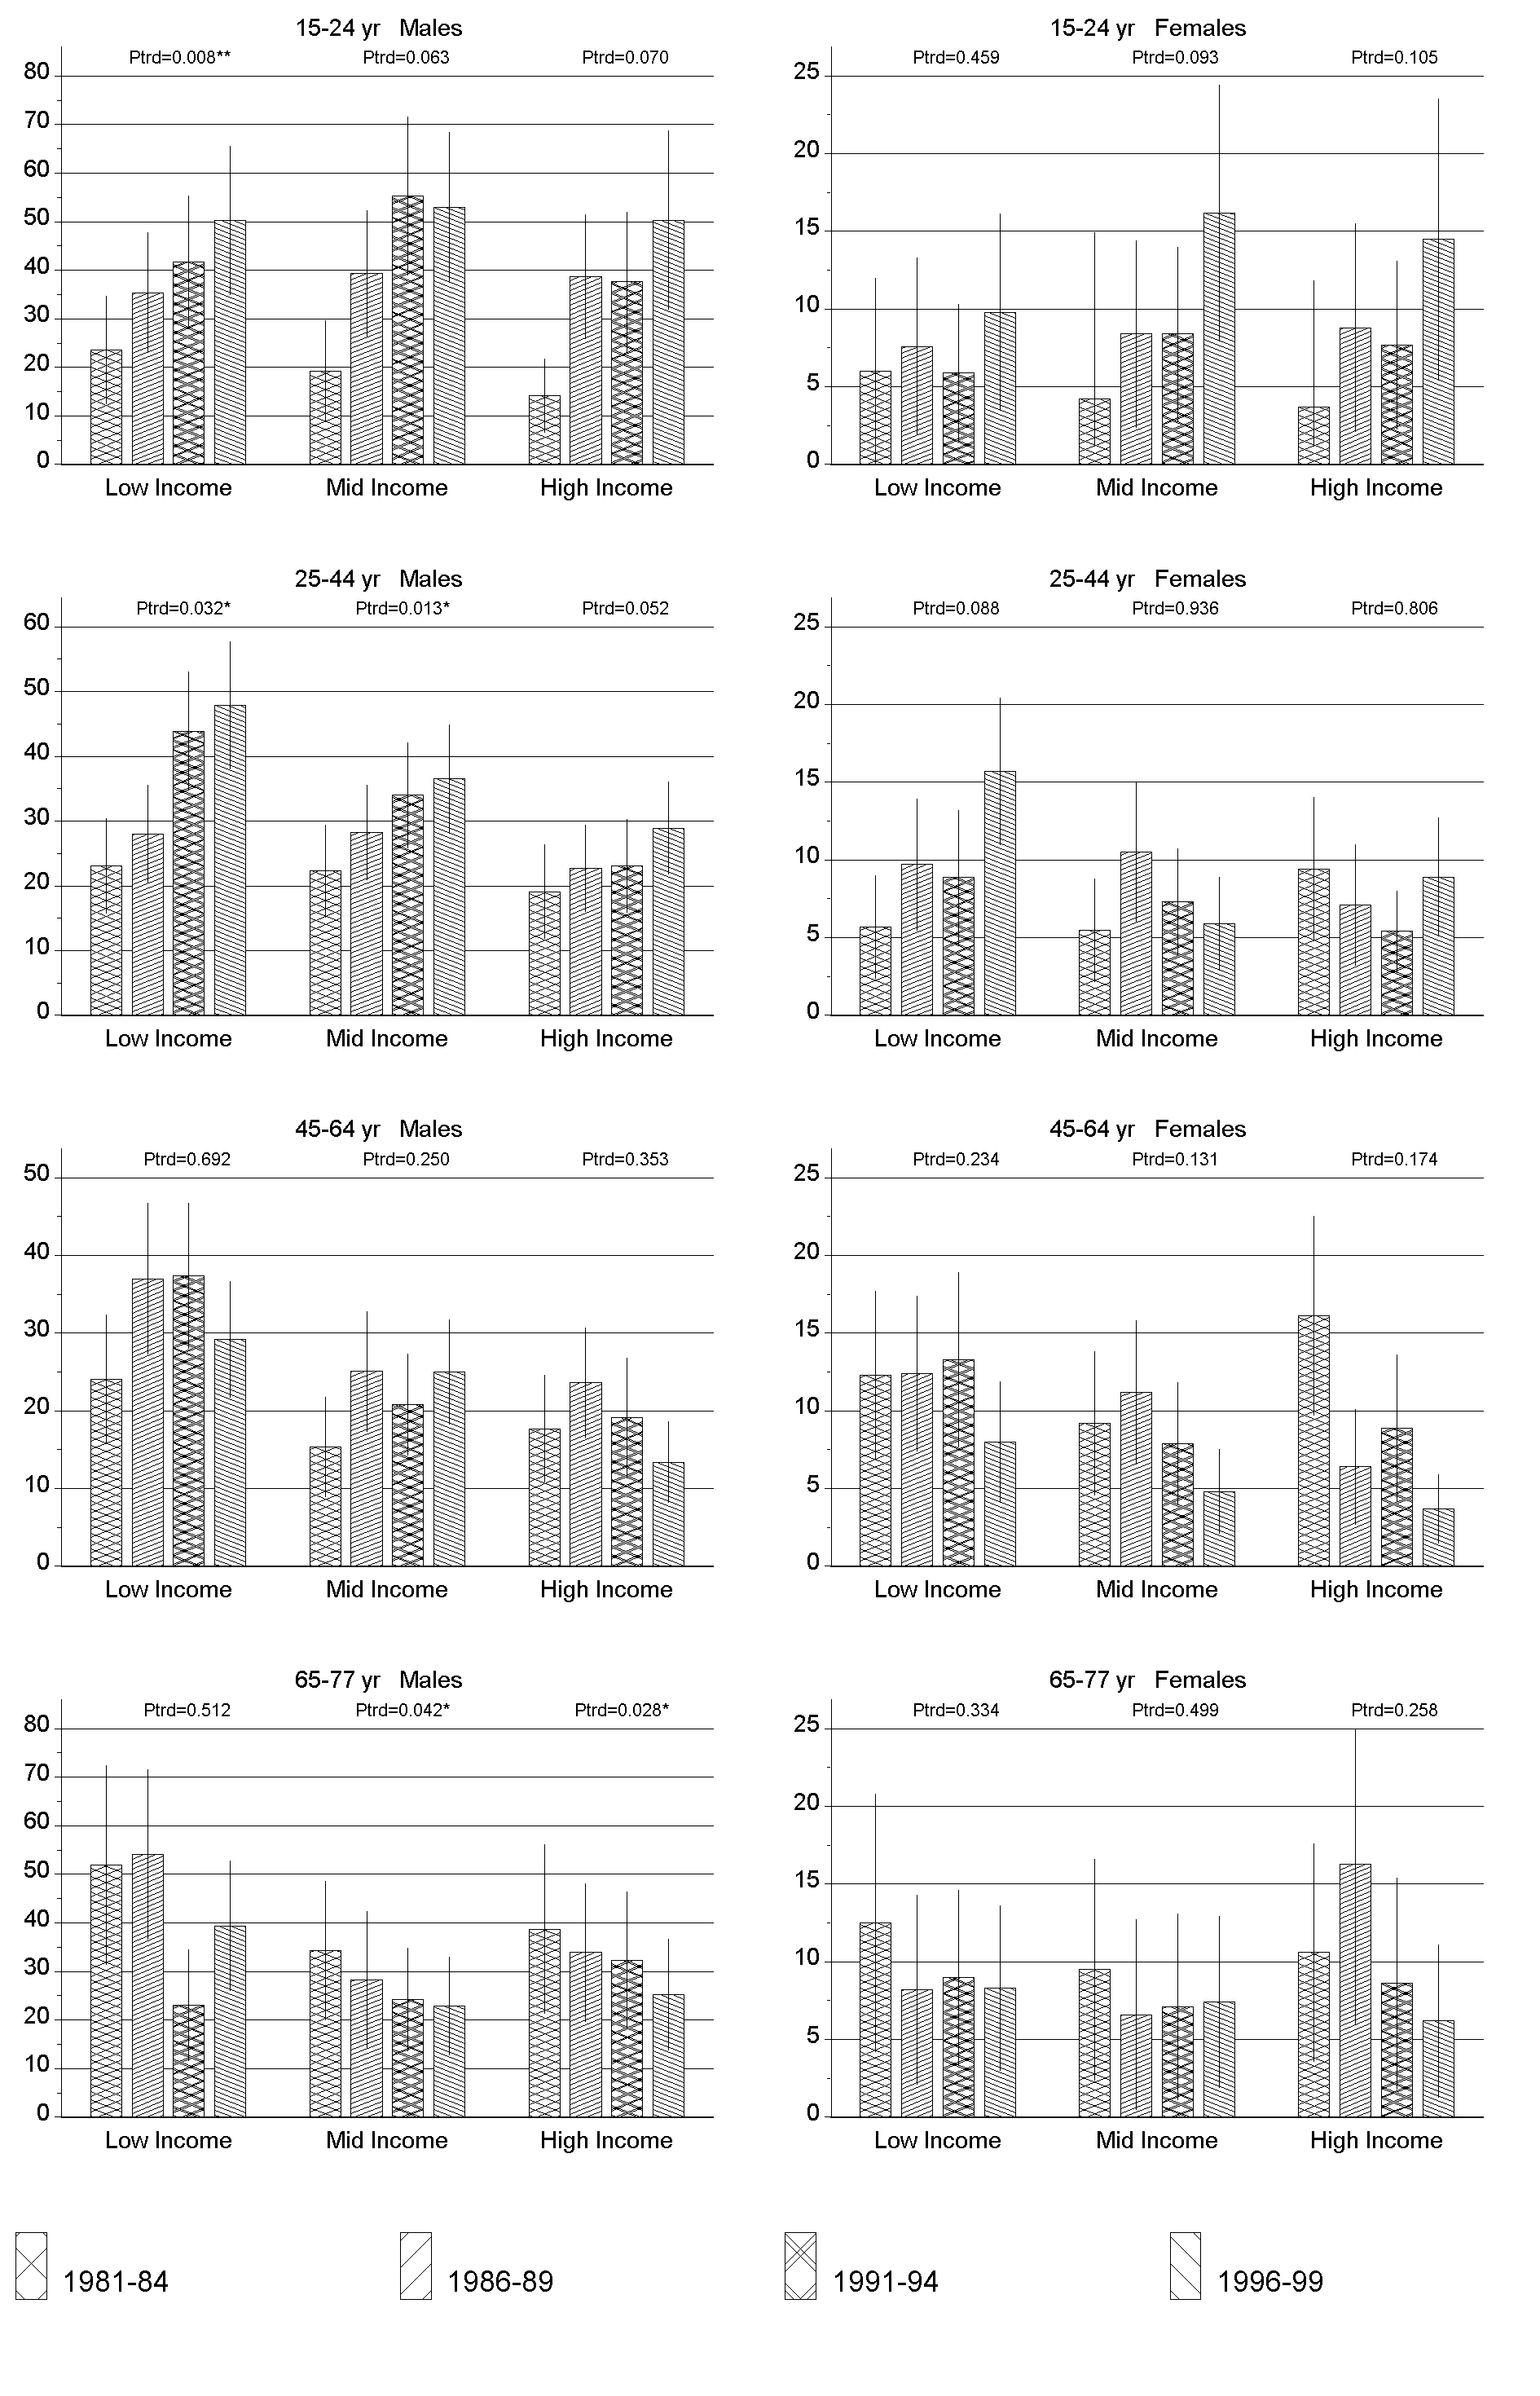 15-24 yr Males
Ptrd=0.008** Ptrd=0.063 Ptrd=0.070
80
70
60
50
40
30
20
10
0
Low Income Mid Income High Income
15-24 yr Females
Ptrd=0.459 Ptrd=0.093 Ptrd=0.105
25
20
15
10
5
0
Low Income Mid Income High Income
25-44 yr Males
Ptrd=0.032* Ptrd=0.013* Ptrd=0.052
60
50
40
30
20
10
0
Low Income Mid Income High Income
25-44 yr Females
Ptrd=0.088 Ptrd=0.936 Ptrd=0.806
25
20
15
10
5
0
Low Income Mid Income High Income
45-64 yr Males
Ptrd=0.692 Ptrd=0.250 Ptrd=0.353
50
40
30
20
10
0
Low Income Mid Income High Income
45-64 yr Females
Ptrd=0.234 Ptrd=0.131 Ptrd=0.174
25
20
15
10
5
0
Low Income Mid Income High Income
65-77 yr Males
Ptrd=0.512 Ptrd=0.042* Ptrd=0.028*
80
70
60
50
40
30
20
10
0
Low Income Mid Income High Income
65-77 yr Females
Ptrd=0.334 Ptrd=0.499 Ptrd=0.258
25
20
15
10
5
0
Low Income Mid Income High Income
1981-84 1986-89 1991-94 1996-99